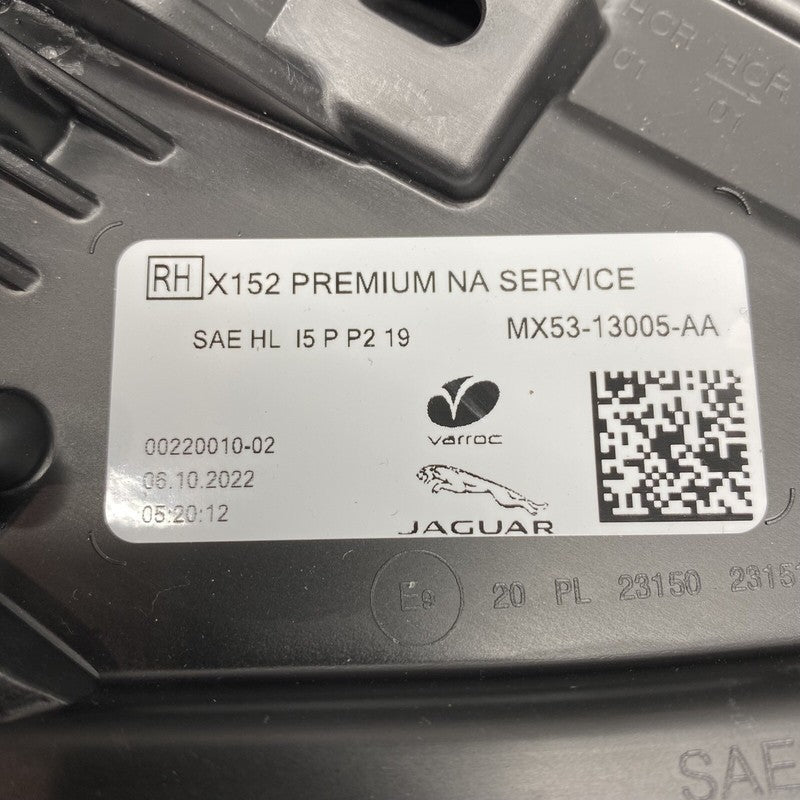 HCR HCR
01 01
RH X152 PREMIUM NA SERVICE
SAE HL I5 P P2 19 MX53-13005-AA
varroc
00220010-02
06.10.2022
05:20:12
JAGUAR
E9 20 PL 23150 23151
SAE